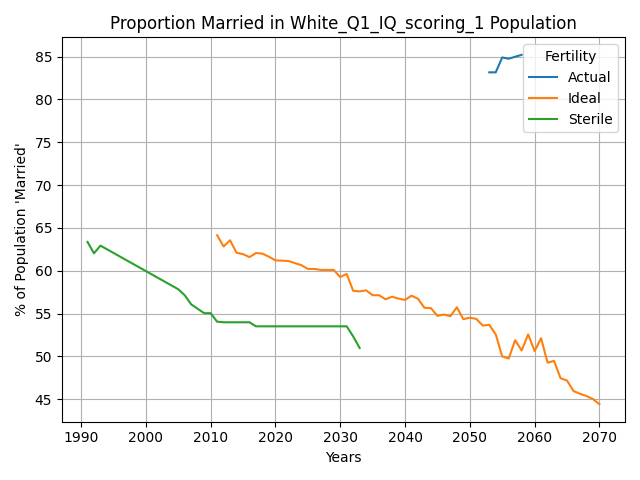 Proportion Married in White_Q1_IQ_scoring_1 Population
% of Population 'Married'
85
80
75
70
65
60
55
50
45
Fertility
Actual
Ideal
Sterile
1990 2000 2010 2020 2030 2040 2050 2060 2070
Years